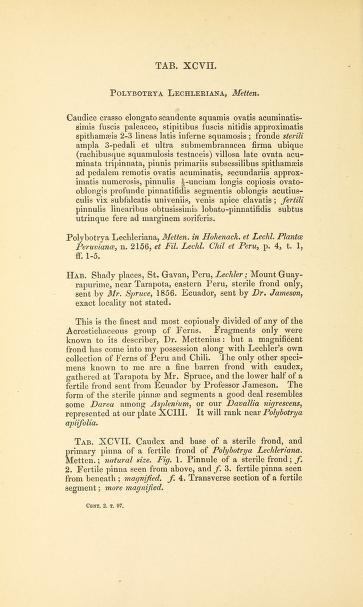 TAB. XCVII.
Polybotrya Lechleriana, Metten.
Caudice crasso elongato scandente squamis ovatis acuminatis-
simis fuscis paleaceo, stipitibus fuscis nitidis approximatis
spithamæis 2-3 lineas latis inferne squamosis; fronde sterili
ampla 3-pedali et ultra submembranacea firma ubique
(rachibusque squamulosis testaceis) villosa late ovata acu-
minata tripinnata, pinnis primariis subsessilibus spithamæis
ad pedalem remotis ovatis acuminatis, secundariis approx-
imatis numerosis, pinnulis ½-unciam longis copiosis ovato-
oblongis profunde pinnatifidis segmentis oblongis acutius-
culis vix subfalcatis univeniis, venis apice clavatis; fertili
pinnulis linearibus obtusissimis lobato-pinnatifidis subtus
utrinque fere ad marginem soriferis.
Polybotrya Lechleriana, Metten. in Hohenack. et Lechl. Plantæ
Peruvianæ, n. 2156, et Fil. Lechl. Chil et Peru, p. 4, t. 1,
ff. 1-5.
Hab. Shady places, St. Gavan, Peru, Lechler; Mount Guay-
rapurime, near Tarapota, eastern Peru, sterile frond only,
sent by Mr. Spruce, 1856. Ecuador, sent by Dr. Jameson,
exact locality not stated.
This is the finest and most copiously divided of any of the
Acrostichaceous group of Ferns. Fragments only were
known to its describer, Dr. Mettenius: but a magnificent
frond has come into my possession along with Lechler's own
collection of Ferns of Peru and Chili. The only other speci-
mens known to me are a fine barren frond with caudex,
gathered at Tarapota by Mr. Spruce, and the lower half of a
fertile frond sent from Ecuador by Professor Jameson. The
form of the sterile pinnæ and segments a good deal resembles
some Darea among Asplenium, or our Davallia nigrescens,
represented at our plate XCIII. It will rank near Polybotrya
apiifolia.
Tab. XCVII. Caudex and base of a sterile frond, and
primary pinna of a fertile frond of Polybotrya Lechleriana.
Metten.; natural size. Fig. 1. Pinnule of a sterile frond; f.
2. Fertile pinna seen from above, and f. 3. fertile pinna seen
from beneath; magnified. f. 4. Transverse section of a fertile
segment; more magnified.
Cent. 2. t. 97.